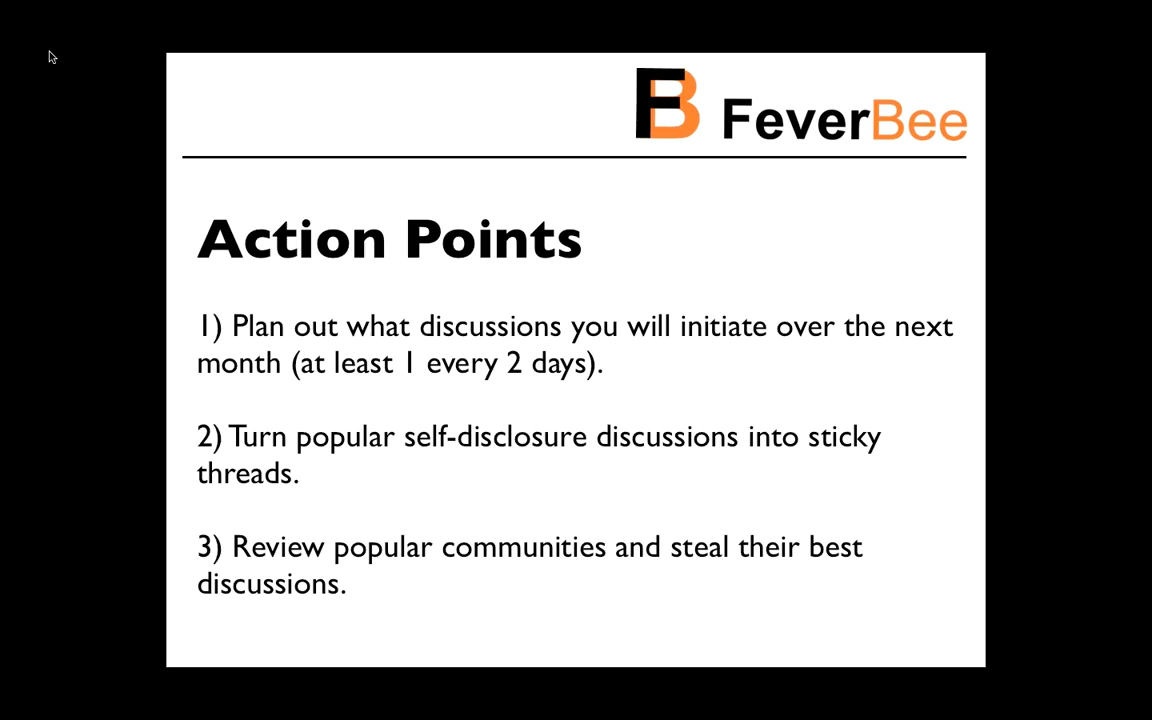 FB FeverBee
Action Points
1) Plan out what discussions you will initiate over the next
month (at least 1 every 2 days).
2) Turn popular self-disclosure discussions into sticky
threads.
3) Review popular communities and steal their best
discussions.